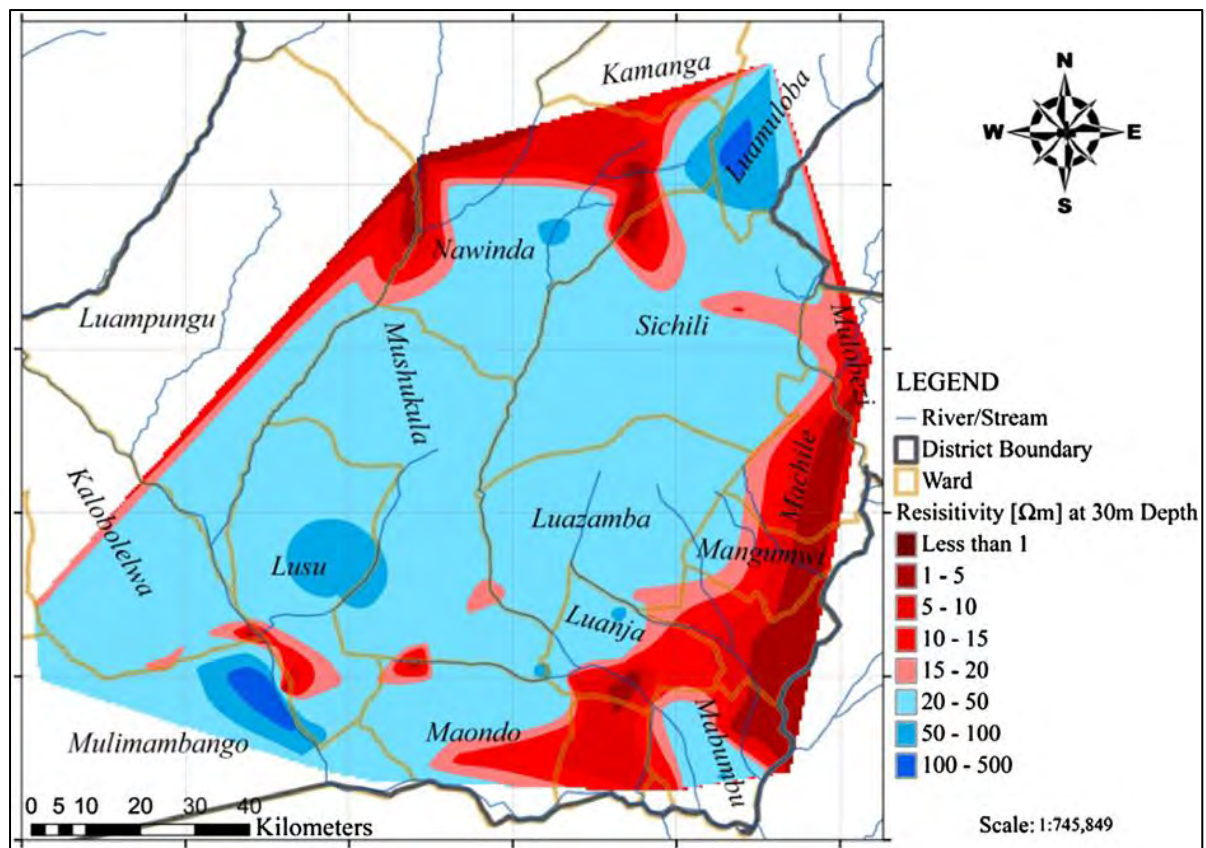 Kamanga
Luamuloba
Nawinda
Luampungu
Sichili
Mulobezi
Mushukula
Machile
Kalobolelwa
Luazamba
Mangumwi
Lusu
Luanja
Maondo
Mulimambango
Mabumbu
0 5 10 20 30 40
Kilometers
N
W E
S
LEGEND
River/Stream
District Boundary
Ward
Resisitivity [Ωm] at 30m Depth
Less than 1
1 - 5
5 - 10
10 - 15
15 - 20
20 - 50
50 - 100
100 - 500
Scale: 1:745,849